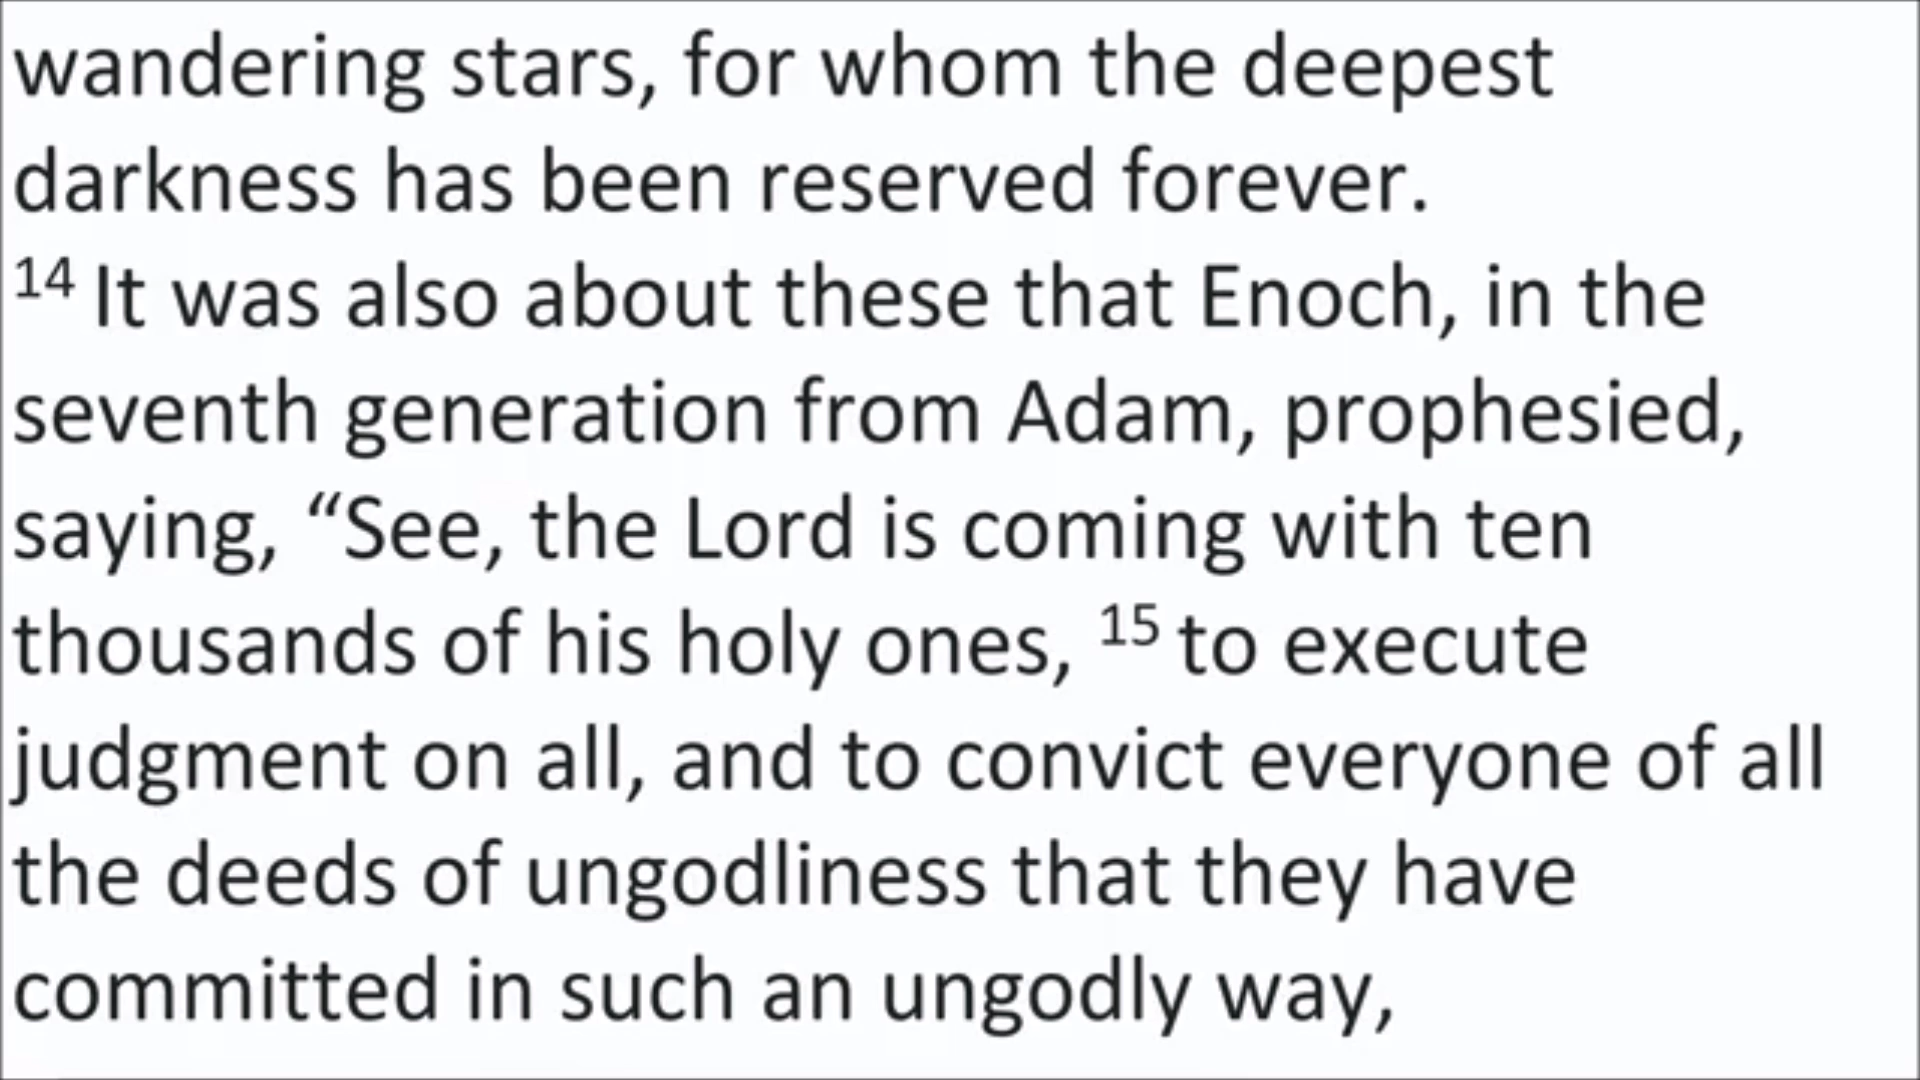 wandering stars, for whom the deepest
darkness has been reserved forever.
14 It was also about these that Enoch, in the
seventh generation from Adam, prophesied,
saying, “See, the Lord is coming with ten
thousands of his holy ones, 15 to execute
judgment on all, and to convict everyone of all
the deeds of ungodliness that they have
committed in such an ungodly way,